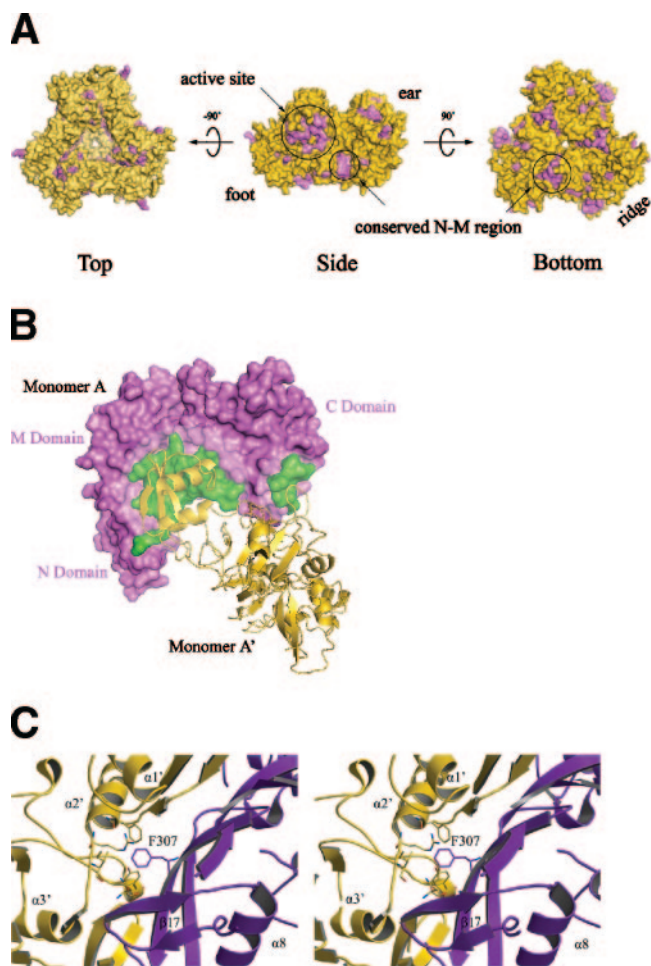 A
active site
ear
-90°
90°
foot
conserved N-M region
ridge
Top
Side
Bottom
B
Monomer A
C Domain
M Domain
N Domain
Monomer A'
C
α1'
α2'
F307
α3'
β17
α8
α1'
α2'
F307
α3'
β17
α8